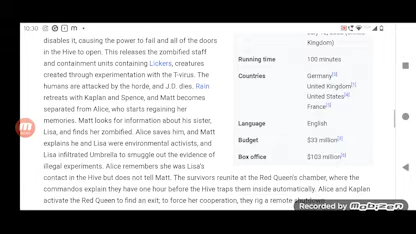 10:30
disables it, causing the power to fail and all of the doors
in the Hive to open. This releases the zombified staff
and containment units containing Lickers, creatures
created through experimentation with the T-virus. The
humans are attacked by the horde, and J.D. dies. Rain
retreats with Kaplan and Spence, and Matt becomes
separated from Alice, who starts regaining her
memories. Matt looks for information about his sister,
Lisa, and finds her zombified. Alice saves him, and Matt
explains he and Lisa were environmental activists, and
Lisa infiltrated Umbrella to smuggle out the evidence of
illegal experiments. Alice remembers she was Lisa's
contact in the Hive but does not tell Matt. The survivors reunite at the Red Queen's chamber, where the
commandos explain they have one hour before the Hive traps them inside automatically. Alice and Kaplan
activate the Red Queen to find an exit; to force her cooperation, they rig a remote shutdown
Kingdom)
Running time 100 minutes
Countries Germany
United Kingdom
United States
France
Language English
Budget $33 million
Box office $103 million
Recorded by Mobizen